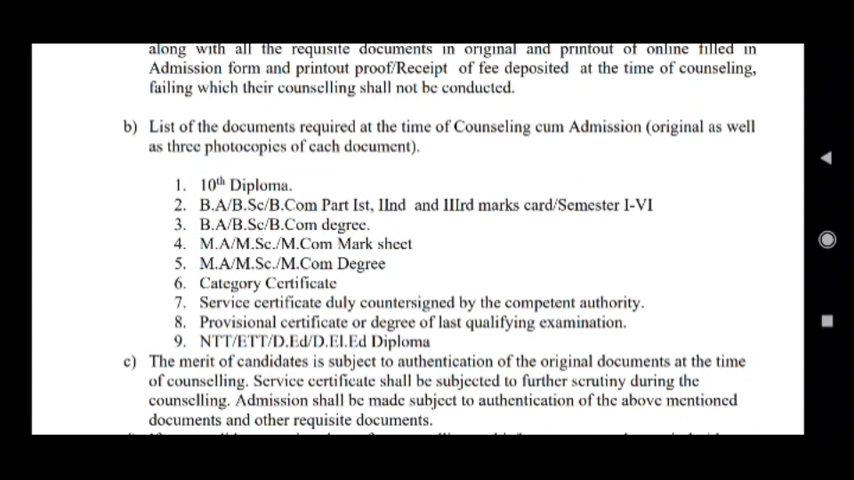 along with all the requisite documents in original and printout of online filled in
Admission form and printout proof/Receipt of fee deposited at the time of counseling,
failing which their counselling shall not be conducted.
b) List of the documents required at the time of Counseling cum Admission (original as well
as three photocopies of each document).
1. 10th Diploma.
2. B.A/B.Sc/B.Com Part Ist, IInd and IIIrd marks card/Semester I-VI
3. B.A/B.Sc/B.Com degree.
4. M.A/M.Sc./M.Com Mark sheet
5. M.A/M.Sc./M.Com Degree
6. Category Certificate
7. Service certificate duly countersigned by the competent authority.
8. Provisional certificate or degree of last qualifying examination.
9. NTT/ETT/D.Ed/D.El.Ed Diploma
c) The merit of candidates is subject to authentication of the original documents at the time
of counselling. Service certificate shall be subjected to further scrutiny during the
counselling. Admission shall be made subject to authentication of the above mentioned
documents and other requisite documents.